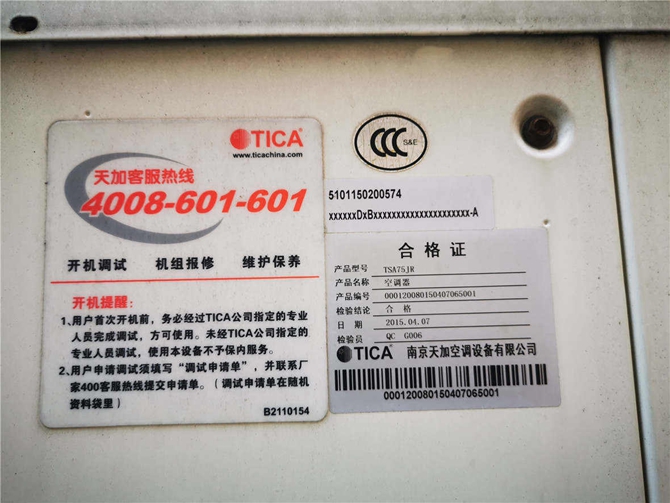 TICA
www.ticachina.com
天加客服热线
4008-601-601
开机调试 机组报修 维护保养
开机提醒：
1、用户首次开机前，务必经过TICA公司指定的专业
人员完成调试，方可使用。未经TICA公司指定的
专业人员调试，使用本设备不予保内服务。
2、用户申请调试须填写“调试申请单”，并联系厂
家400客服热线提交申请单。（调试申请单在随机
资料袋里）
B2110154
CCC
S&E
5101150200574
xxxxxxDxBxxxxxxxxxxxxxxxxxxxxxx-A
合格证
产品型号 TSA75JR
产品名称 空调器
产品编号 000120080150407065001
检验结论 合 格
日 期 2015.04.07
检验员 QC G006
TICA 南京天加空调设备有限公司
000120080150407065001